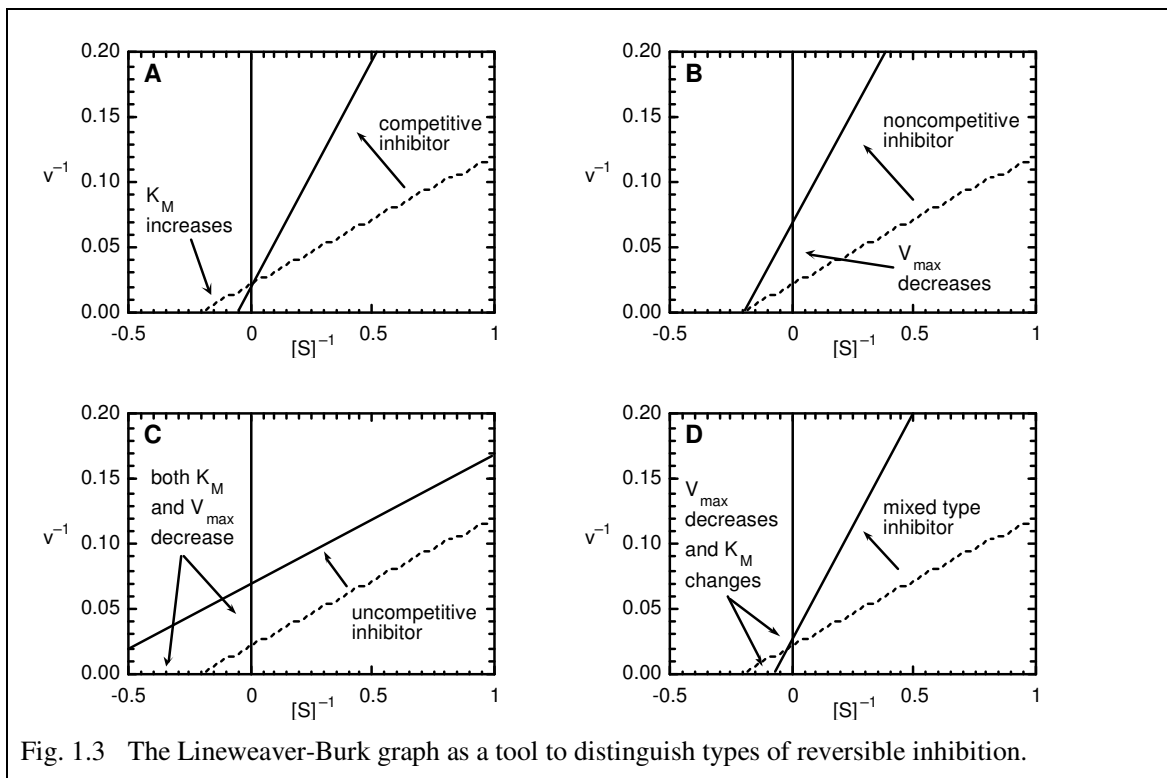 A
0.20
0.15
0.10
0.05
0.00
v⁻¹
competitive
inhibitor
K_M
increases
-0.5
0
0.5
1
[S]⁻¹
B
0.20
0.15
0.10
0.05
0.00
v⁻¹
noncompetitive
inhibitor
V_max
decreases
-0.5
0
0.5
1
[S]⁻¹
C
0.20
0.15
0.10
0.05
0.00
v⁻¹
both K_M
and V_max
decrease
uncompetitive
inhibitor
-0.5
0
0.5
1
[S]⁻¹
D
0.20
0.15
0.10
0.05
0.00
v⁻¹
V_max
decreases
and K_M
changes
mixed type
inhibitor
-0.5
0
0.5
1
[S]⁻¹
Fig. 1.3 The Lineweaver-Burk graph as a tool to distinguish types of reversible inhibition.